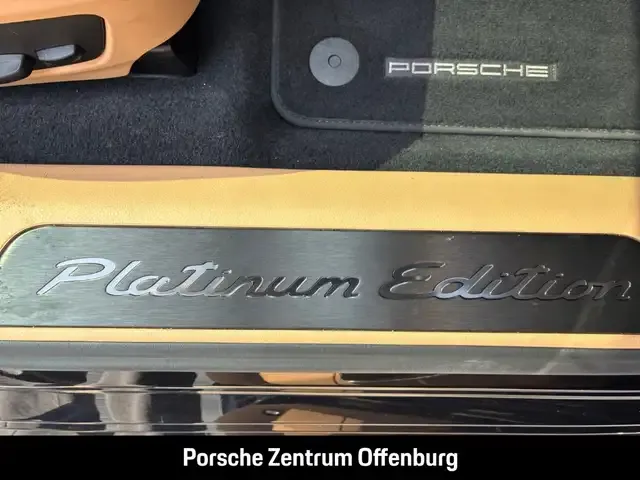 PORSCHE
Platinum Edition
Porsche Zentrum Offenburg